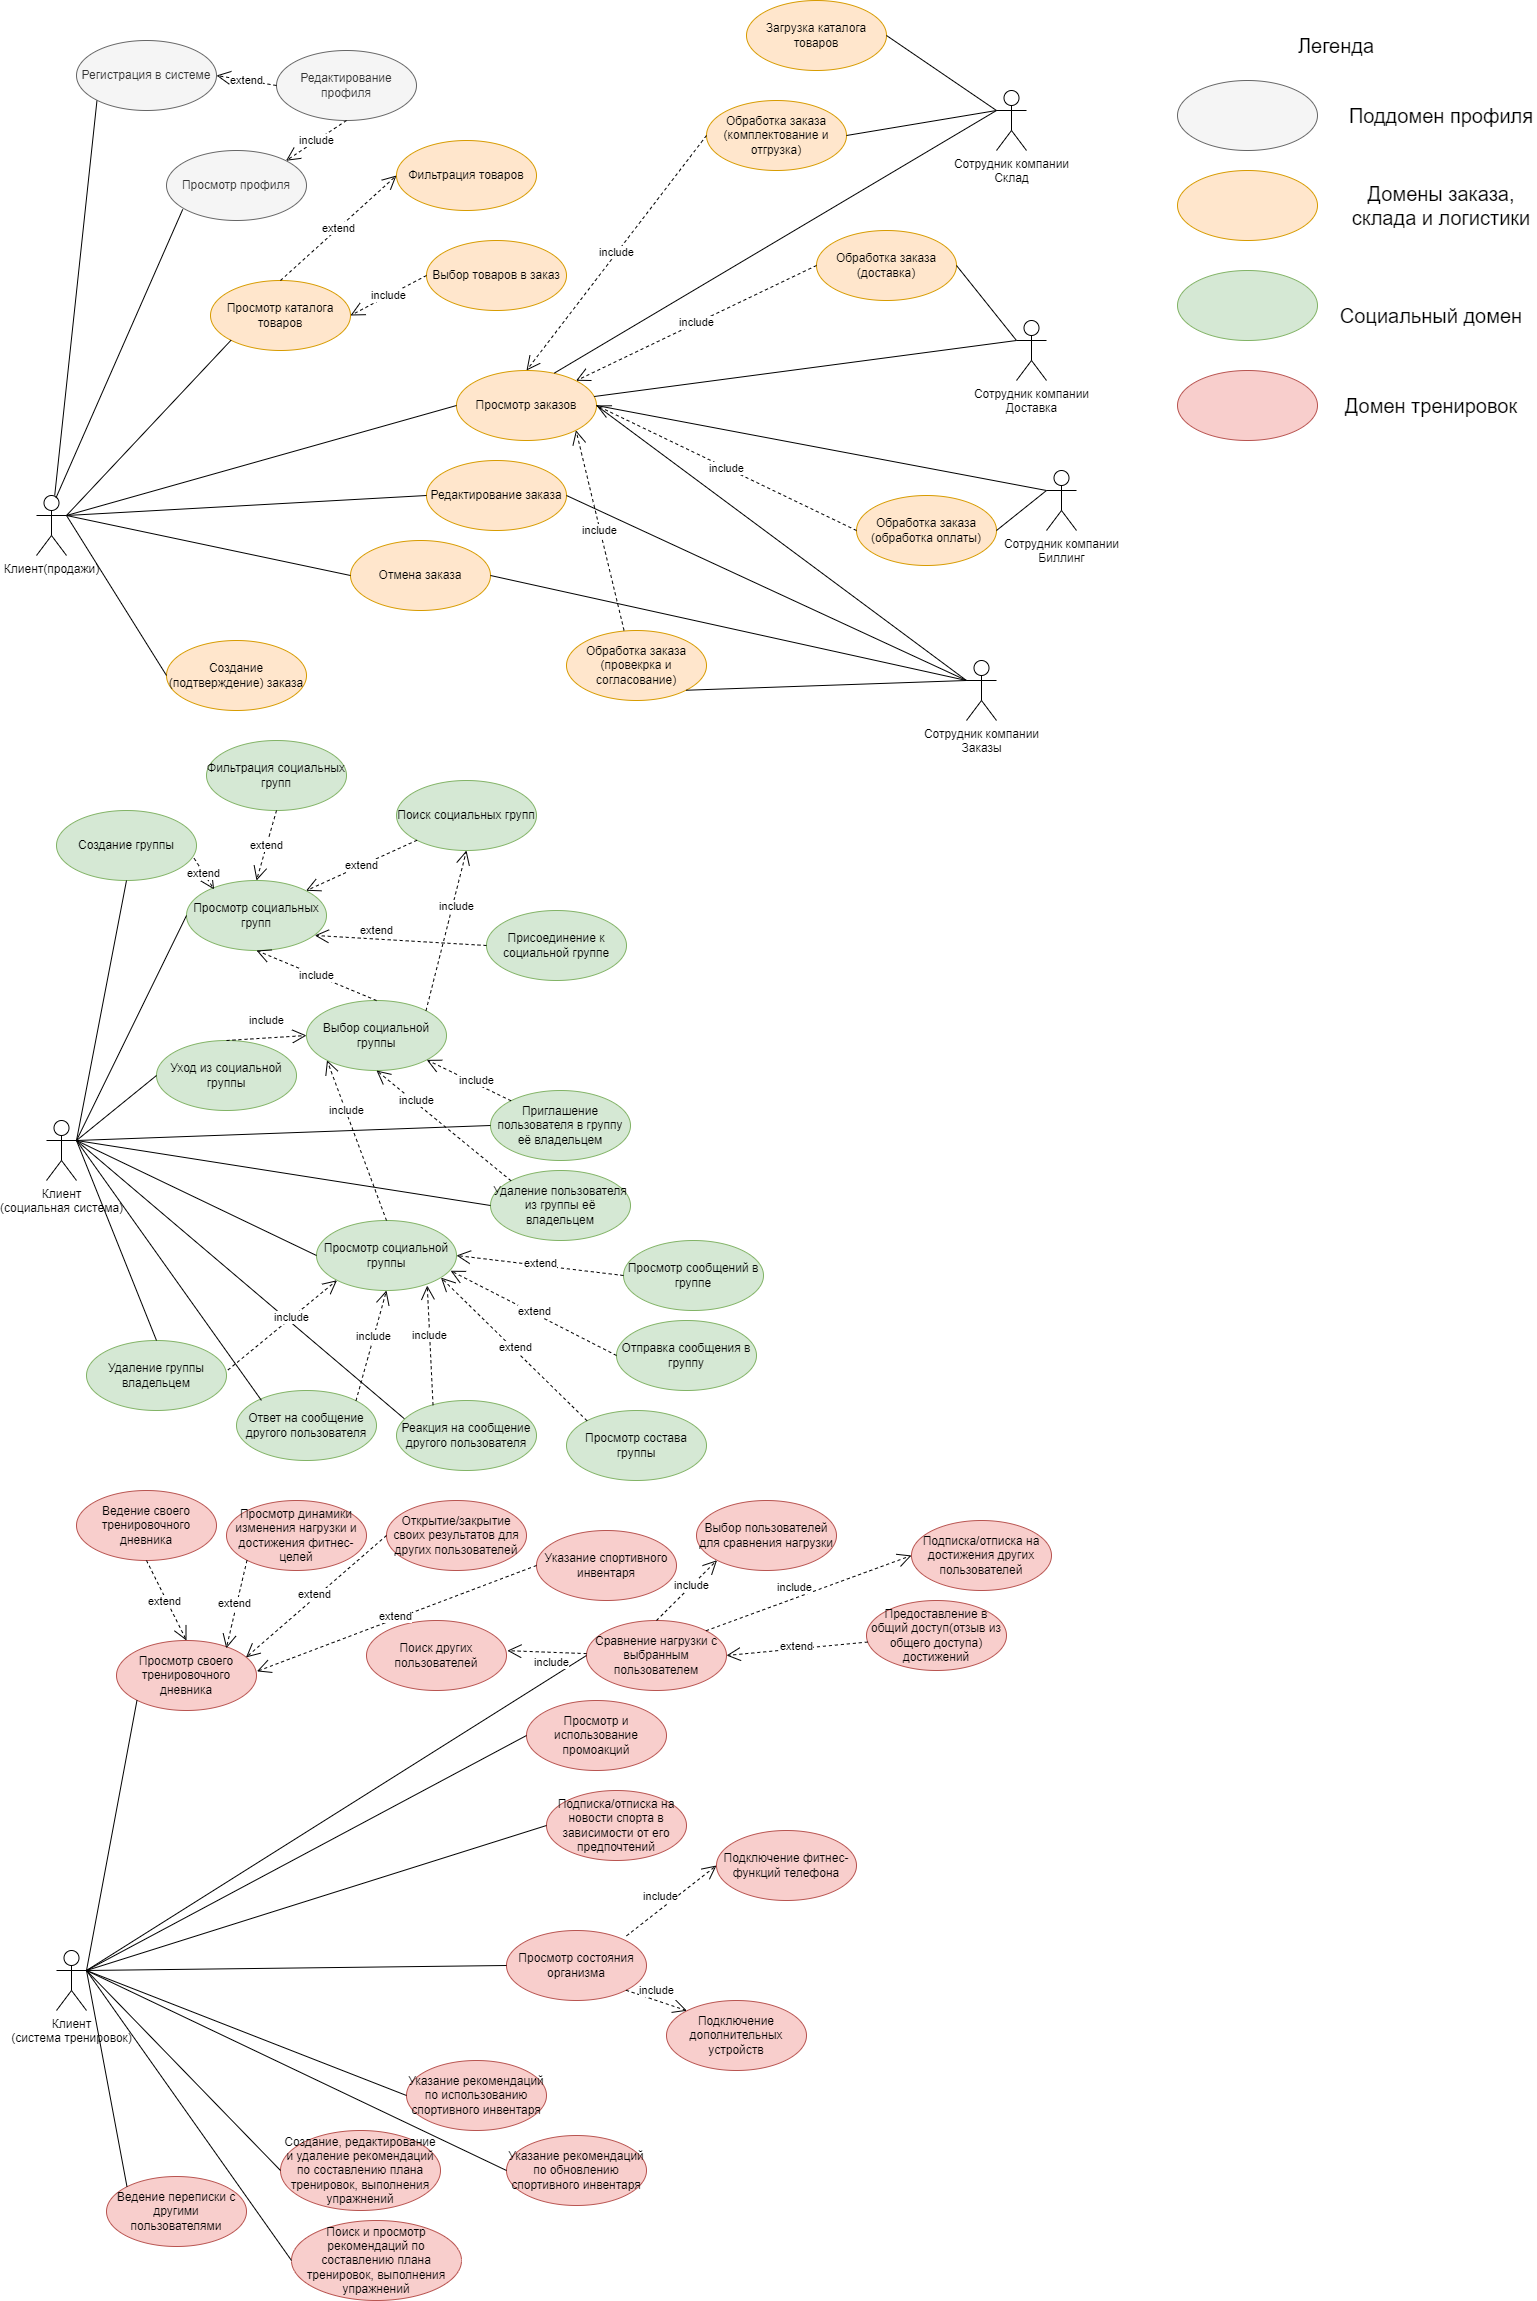 Загрузка каталога
товаров
Легенда
Регистрация в системе
extend
Редактирование
профиля
Поддомен профиля
include
Обработка заказа
(комплектование и
отгрузка)
Сотрудник компании
Склад
Просмотр профиля
Фильтрация товаров
Домены заказа,
склада и логистики
extend
include
Выбор товаров в заказ
Обработка заказа
(доставка)
include
Просмотр каталога
товаров
include
Социальный домен
Сотрудник компании
Доставка
Просмотр заказов
Домен тренировок
include
Редактирование заказа
include
Обработка заказа
(обработка оплаты)
Сотрудник компании
Биллинг
Клиент(продажи)
Отмена заказа
Создание
(подтверждение) заказа
Обработка заказа
(провекрка и
согласование)
Сотрудник компании
Заказы
Фильтрация социальных
групп
Поиск социальных групп
Создание группы
extend
extend
extend
Просмотр социальных
групп
include
extend
Присоединение к
социальной группе
include
include
Выбор социальной
группы
Уход из социальной
группы
include
include
include
Приглашение
пользователя в группу
её владельцем
Клиент
(социальная система)
Удаление пользователя
из группы её
владельцем
Просмотр социальной
группы
extend
Просмотр сообщений в
группе
include
extend
include
include
extend
Отправка сообщения в
группу
Удаление группы
владельцем
Ответ на сообщение
другого пользователя
Реакция на сообщение
другого пользователя
Просмотр состава
группы
Ведение своего
тренировочного
дневника
Просмотр динамики
изменения нагрузки и
достижения фитнес-
целей
Открытие/закрытие
своих результатов для
других пользователей
Указание спортивного
инвентаря
Выбор пользователей
для сравнения нагрузки
Подписка/отписка на
достижения других
пользователей
extend
extend
extend
extend
include
include
Просмотр своего
тренировочного
дневника
Поиск других
пользователей
include
Сравнение нагрузки с
выбранным
пользователем
extend
Предоставление в
общий доступ(отзыв из
общего доступа)
достижений
Просмотр и
использование
промоакций
Подписка/отписка на
новости спорта в
зависимости от его
предпочтений
Подключение фитнес-
функций телефона
include
Просмотр состояния
организма
include
Подключение
дополнительных
устройств
Клиент
(система тренировок)
Указание рекомендаций
по использованию
спортивного инвентаря
Создание, редактирование
и удаление рекомендаций
по составлению плана
тренировок, выполнения
упражнений
Указание рекомендаций
по обновлению
спортивного инвентаря
Ведение переписки с
другими
пользователями
Поиск и просмотр
рекомендаций по
составлению плана
тренировок, выполнения
упражнений